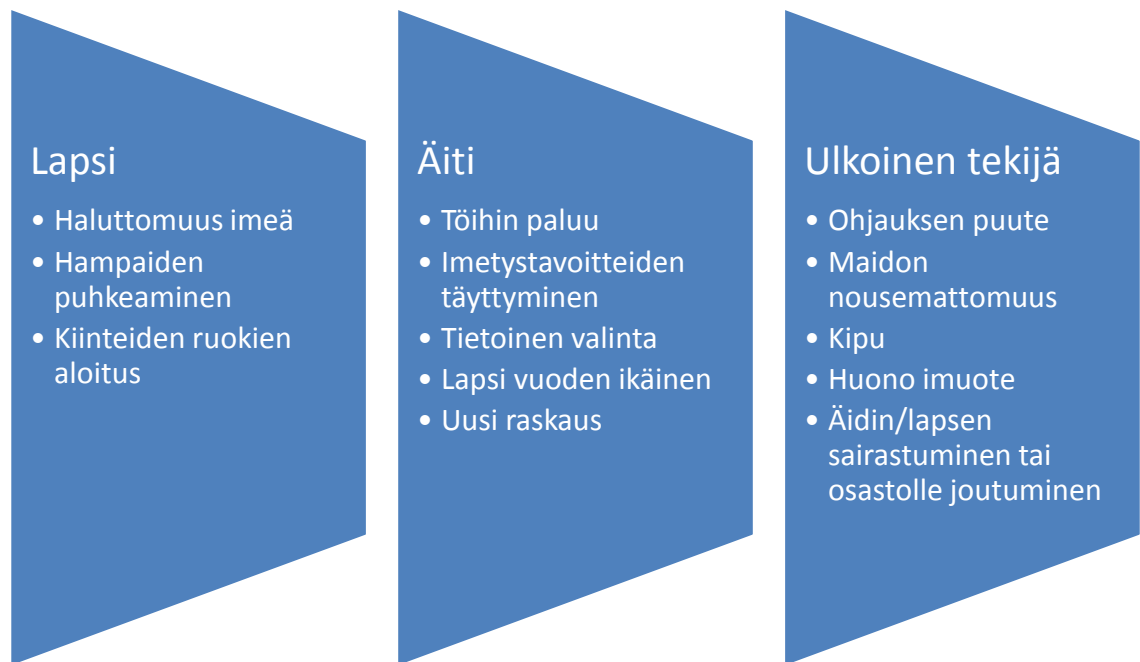 Lapsi
• Haluttomuus imeä
• Hampaiden
puhkeaminen
• Kiinteiden ruokien
aloitus
Äiti
• Töihin paluu
• Imetystavoitteiden
täyttyminen
• Tietoinen valinta
• Lapsi vuoden ikäinen
• Uusi raskaus
Ulkoinen tekijä
• Ohjauksen puute
• Maidon
nousemattomuus
• Kipu
• Huono imuote
• Äidin/lapsen
sairastuminen tai
osastolle joutuminen